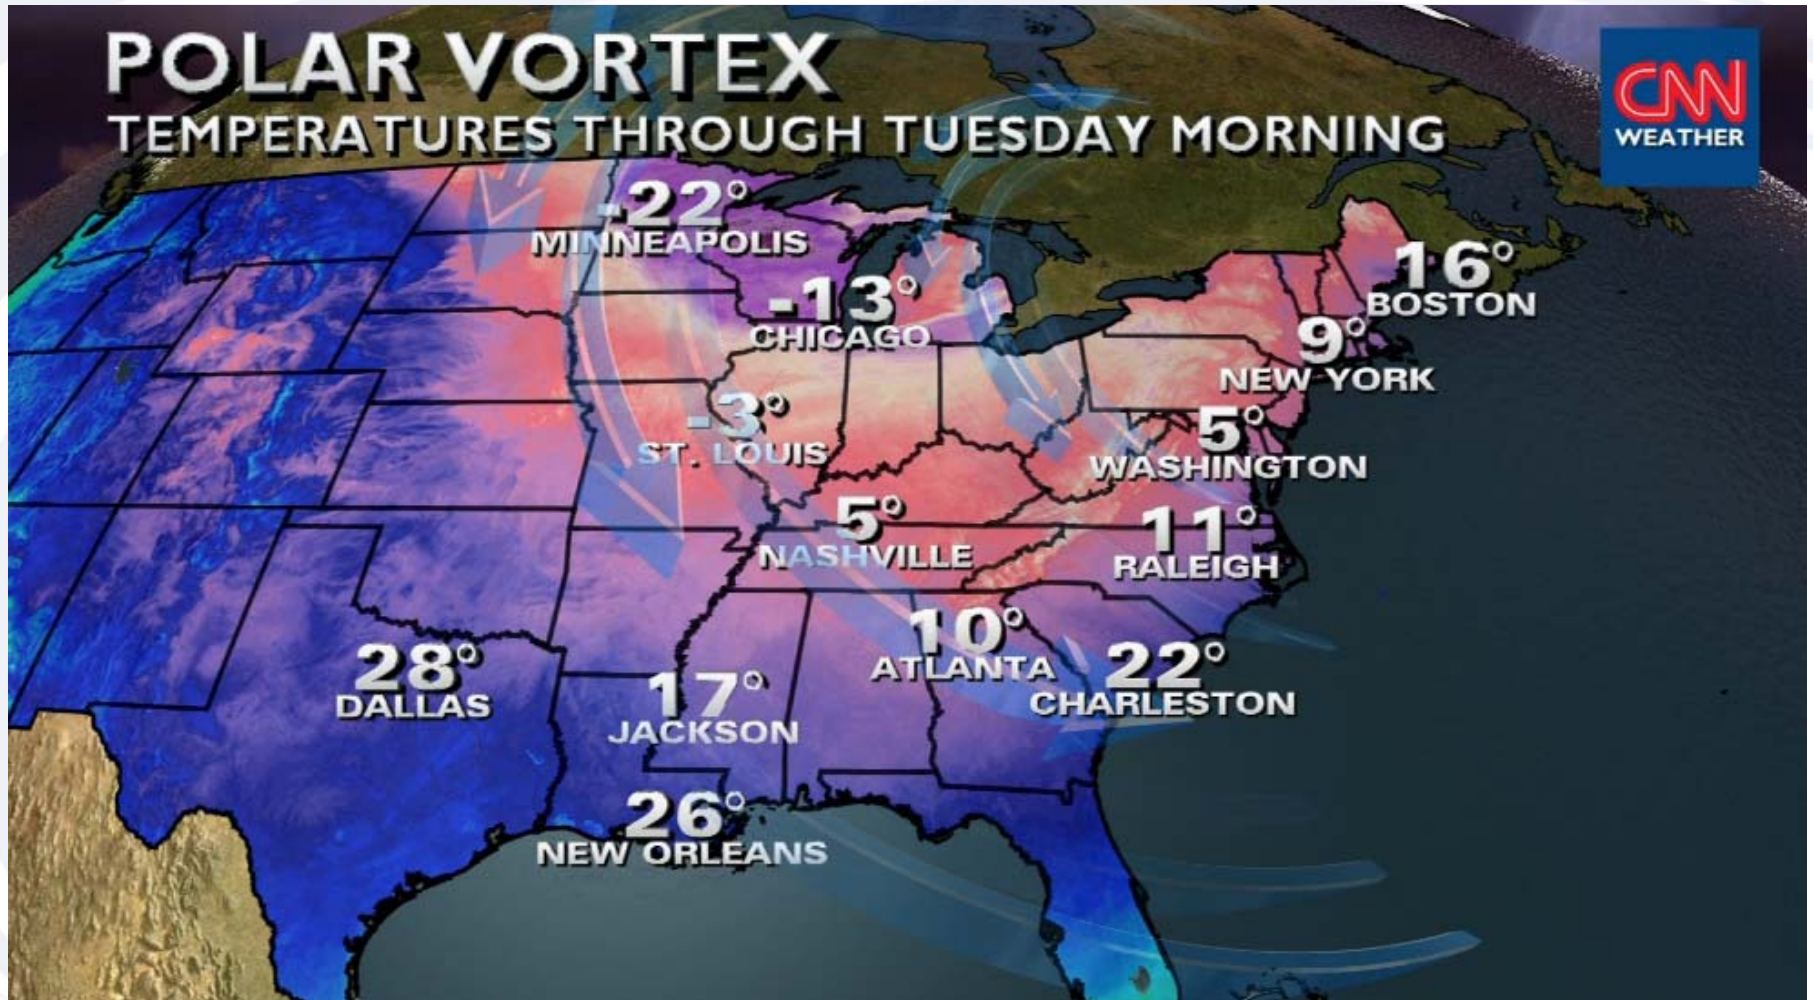 POLAR VORTEX
TEMPERATURES THROUGH TUESDAY MORNING
CNN
WEATHER
-22°
MINNEAPOLIS
16°
BOSTON
-13°
CHICAGO
9°
NEW YORK
-3°
ST. LOUIS
5°
WASHINGTON
5°
NASHVILLE
11°
RALEIGH
10°
ATLANTA
28°
DALLAS
17°
JACKSON
22°
CHARLESTON
26°
NEW ORLEANS